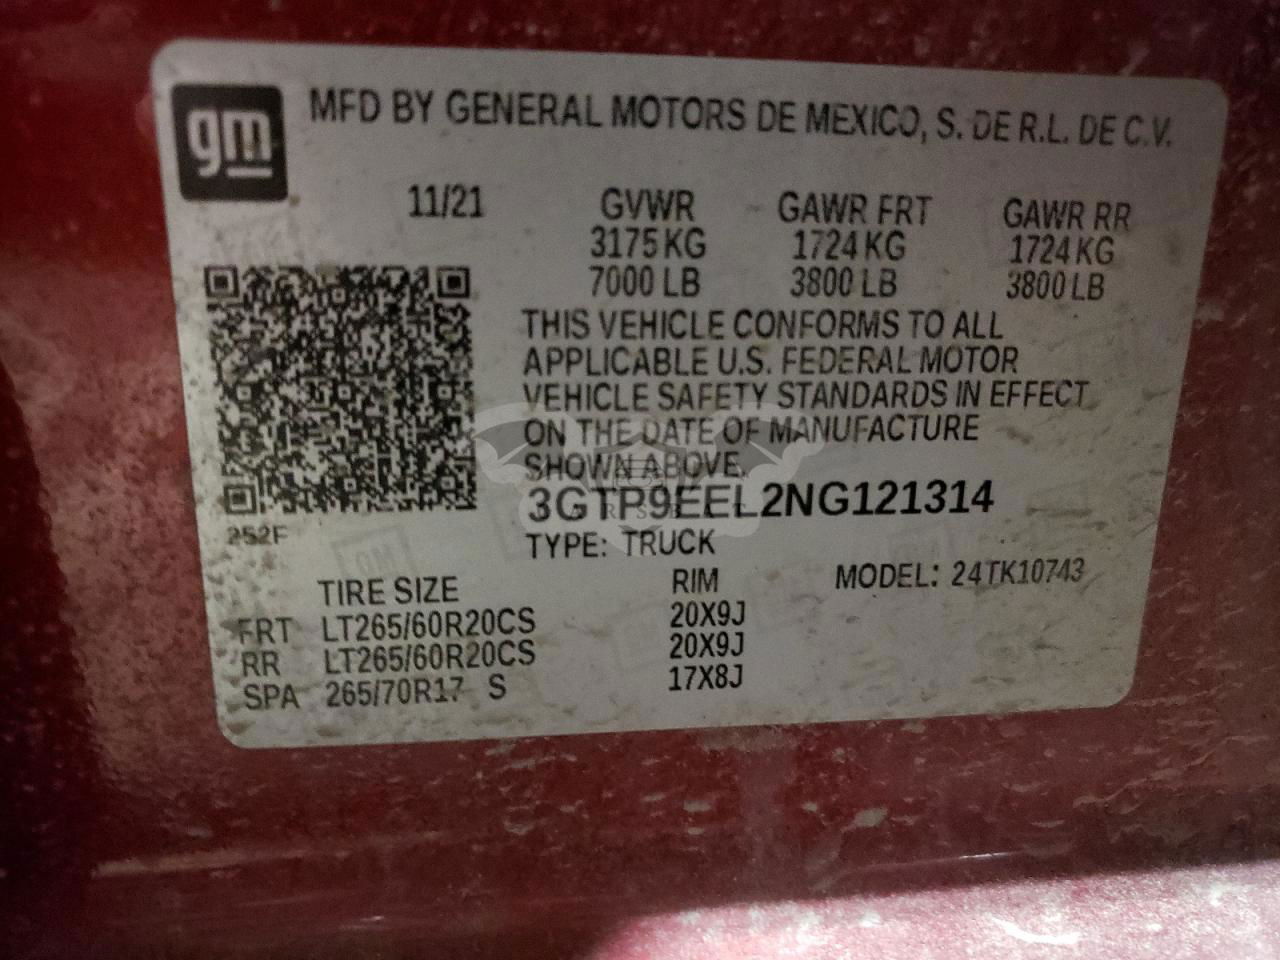 gm MFD BY GENERAL MOTORS DE MEXICO, S. DE R.L. DE C.V.
11/21 GVWR GAWR FRT GAWR RR
3175 KG 1724 KG 1724 KG
7000 LB 3800 LB 3800 LB
THIS VEHICLE CONFORMS TO ALL
APPLICABLE U.S. FEDERAL MOTOR
VEHICLE SAFETY STANDARDS IN EFFECT
ON THE DATE OF MANUFACTURE
SHOWN ABOVE.
3GTP9EEL2NG121314
252F
TYPE: TRUCK
TIRE SIZE RIM MODEL: 24TK10743
FRT LT265/60R20CS 20X9J
RR LT265/60R20CS 20X9J
SPA 265/70R17 S 17X8J